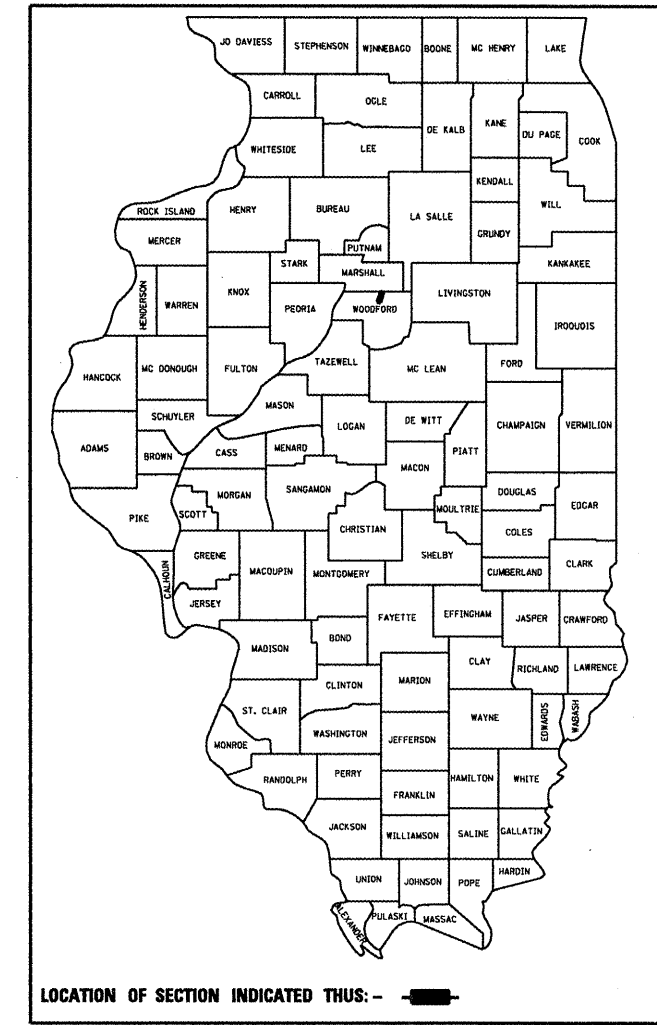 JO DAVIESS STEPHENSON WINNEBAGO BOONE MC HENRY LAKE
CARROLL OGLE DE KALB KANE DU PAGE COOK
WHITESIDE LEE
KENDALL WILL
ROCK ISLAND HENRY BUREAU LA SALLE GRUNDY
MERCER PUTNAM
STARK MARSHALL KANKAKEE
HENDERSON WARREN KNOX PEORIA WOODFORD LIVINGSTON IROQUOIS
HANCOCK MC DONOUGH FULTON TAZEWELL MC LEAN FORD
SCHUYLER MASON LOGAN DE WITT CHAMPAIGN VERMILION
ADAMS BROWN CASS MENARD PIATT
MACON
PIKE SCOTT MORGAN SANGAMON MOULTRIE DOUGLAS EDGAR
CHRISTIAN COLES
GREENE MACOUPIN MONTGOMERY SHELBY CUMBERLAND CLARK
CALHOUN JERSEY
FAYETTE EFFINGHAM JASPER CRAWFORD
MADISON BOND
CLAY RICHLAND LAWRENCE
CLINTON MARION
ST. CLAIR WAYNE EDWARDS WABASH
WASHINGTON JEFFERSON
MONROE
RANDOLPH PERRY HAMILTON WHITE
FRANKLIN
JACKSON WILLIAMSON SALINE GALLATIN
UNION JOHNSON POPE HARDIN
ALEXANDER PULASKI MASSAC
LOCATION OF SECTION INDICATED THUS: -